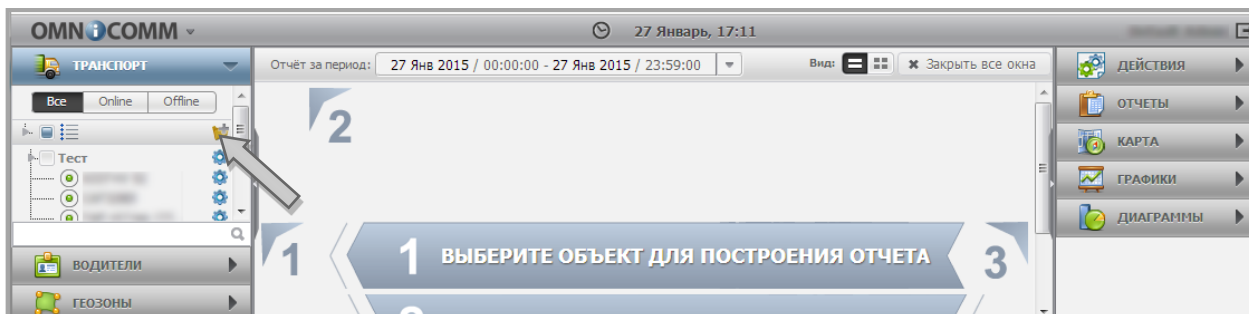 OMNiCOMM
27 Январь, 17:11
ТРАНСПОРТ
Отчёт за период: 27 Янв 2015 / 00:00:00 - 27 Янв 2015 / 23:59:00
Вид:
Закрыть все окна
Все Online Offline
Тест
ВОДИТЕЛИ
ГЕОЗОНЫ
2
1
1 ВЫБЕРИТЕ ОБЪЕКТ ДЛЯ ПОСТРОЕНИЯ ОТЧЕТА
3
ДЕЙСТВИЯ
ОТЧЕТЫ
КАРТА
ГРАФИКИ
ДИАГРАММЫ